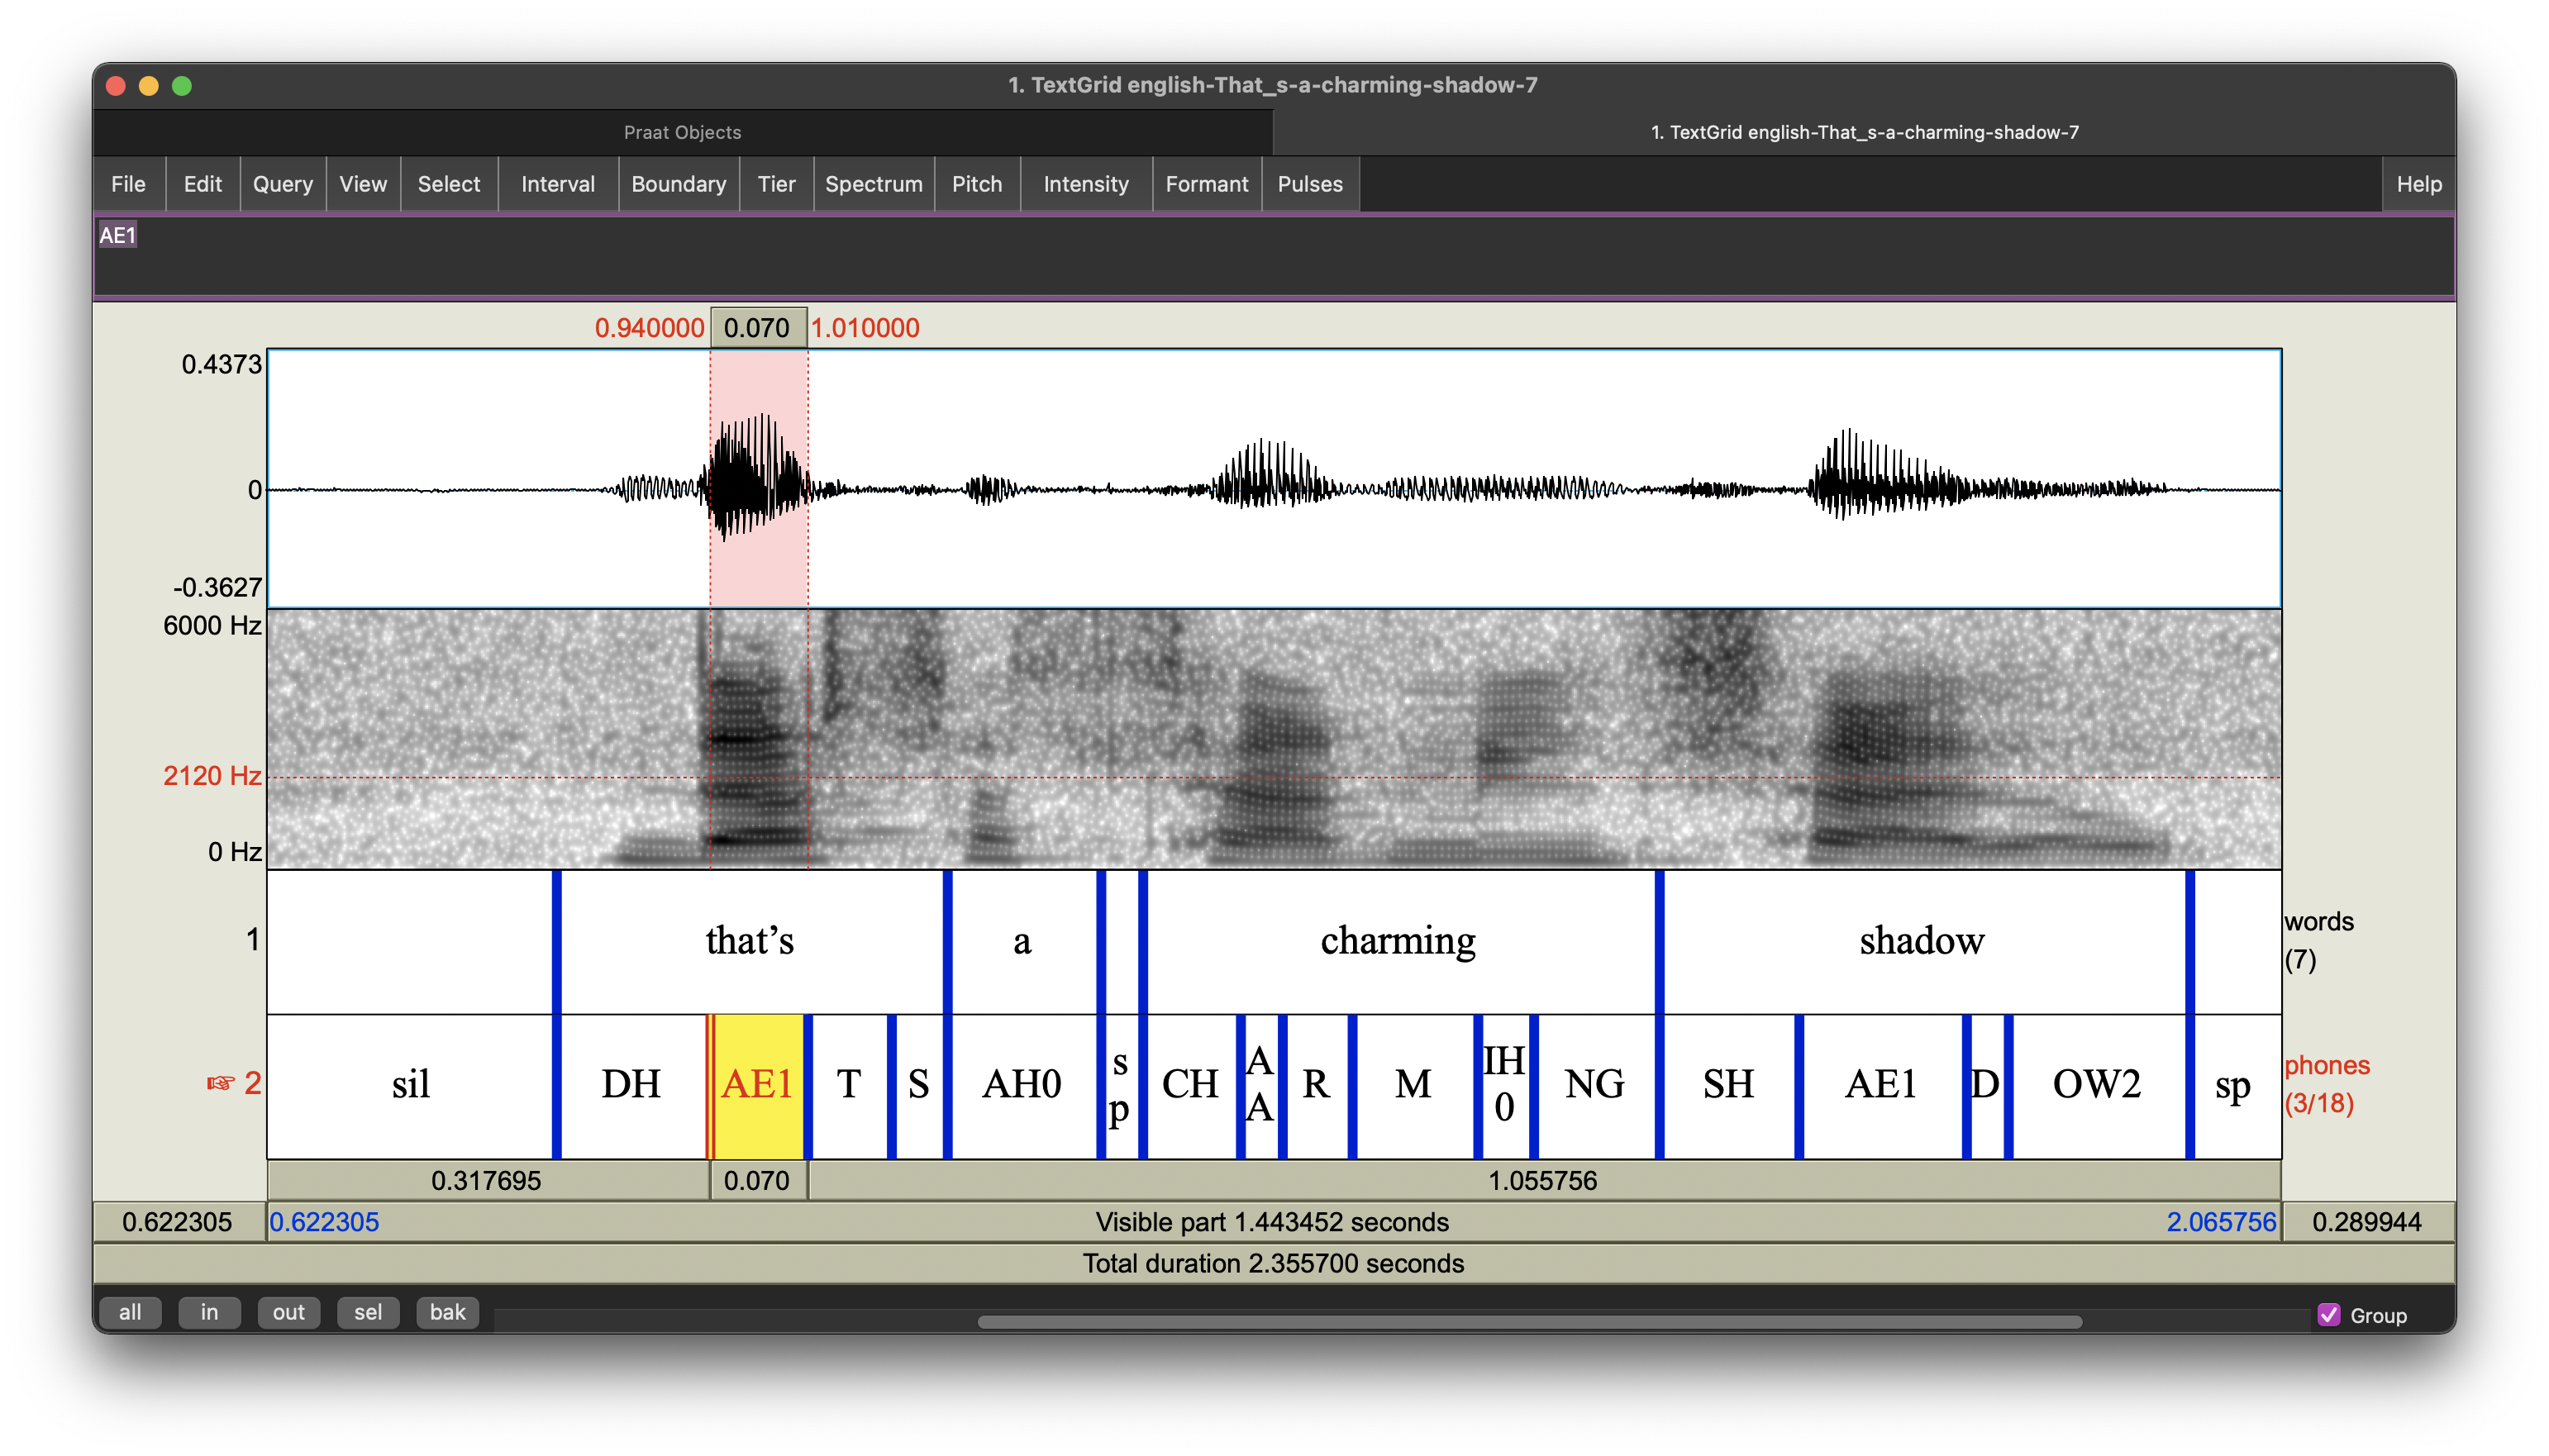 1. TextGrid english-That_s-a-charming-shadow-7
Praat Objects
1. TextGrid english-That_s-a-charming-shadow-7
File Edit Query View Select Interval Boundary Tier Spectrum Pitch Intensity Formant Pulses Help
AE1
0.940000 0.070 1.010000
0.4373
0
-0.3627
6000 Hz
2120 Hz
0 Hz
1 that's a charming shadow words
(7)
☞ 2 sil DH AE1 T S AH0 sp CH AA R M IH0 NG SH AE1 D OW2 sp phones
(3/18)
0.317695 0.070 1.055756
0.622305 0.622305 Visible part 1.443452 seconds 2.065756 0.289944
Total duration 2.355700 seconds
all in out sel bak Group